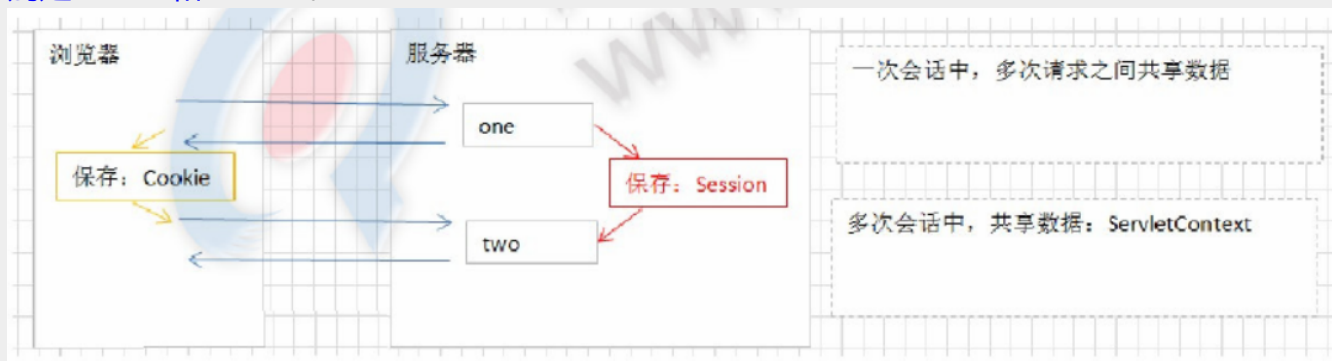 浏览器
服务器
一次会话中，多次请求之间共享数据
one
保存：Cookie
保存：Session
多次会话中，共享数据：ServletContext
two